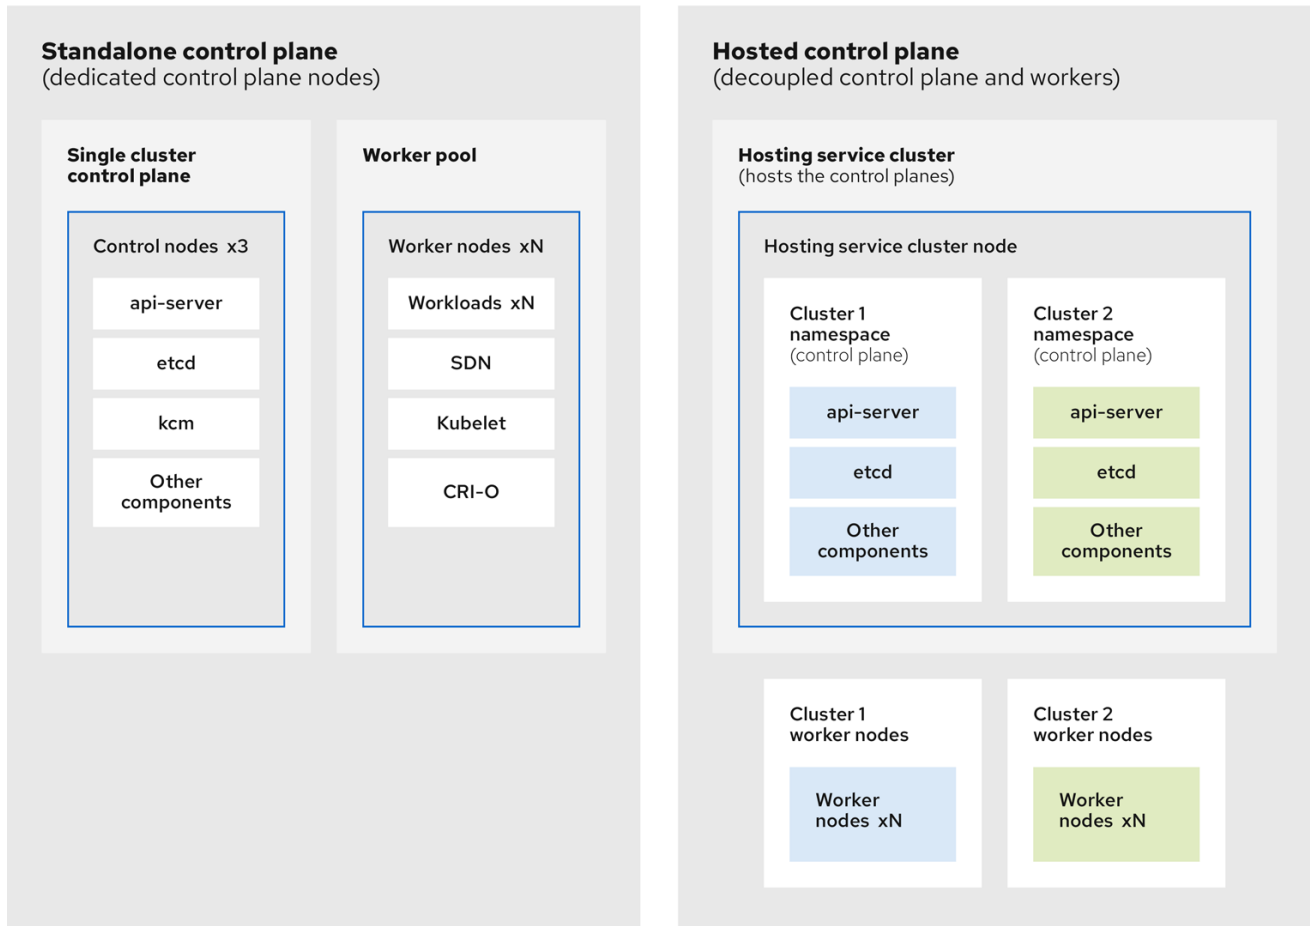 Standalone control plane
(dedicated control plane nodes)
Single cluster
control plane
Control nodes x3
api-server
etcd
kcm
Other
components
Worker pool
Worker nodes xN
Workloads xN
SDN
Kubelet
CRI-O
Hosted control plane
(decoupled control plane and workers)
Hosting service cluster
(hosts the control planes)
Hosting service cluster node
Cluster 1
namespace
(control plane)
api-server
etcd
Other
components
Cluster 2
namespace
(control plane)
api-server
etcd
Other
components
Cluster 1
worker nodes
Worker
nodes xN
Cluster 2
worker nodes
Worker
nodes xN